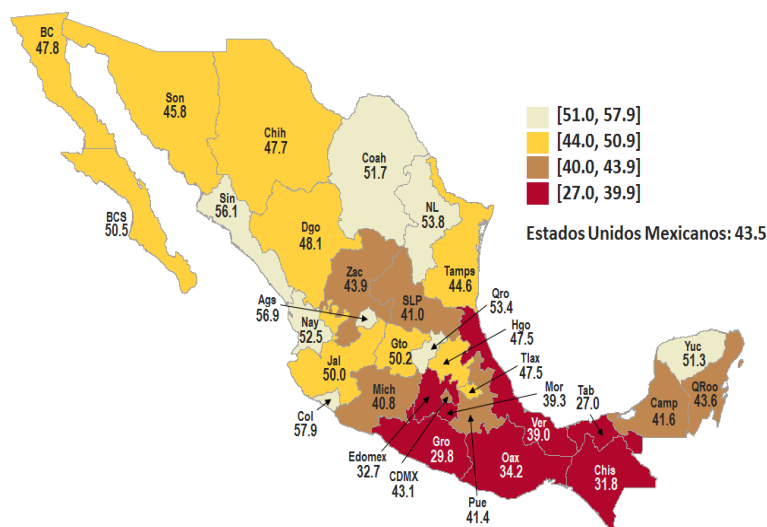 BC
47.8
Son
45.8
Chih
47.7
Coah
51.7
[51.0, 57.9]
[44.0, 50.9]
[40.0, 43.9]
[27.0, 39.9]
Estados Unidos Mexicanos: 43.5
Sin
56.1
NL
53.8
BCS
50.5
Dgo
48.1
Tamps
44.6
Zac
43.9
Ags
56.9
SLP
41.0
Qro
53.4
Nay
52.5
Hgo
47.5
Gto
50.2
Jal
50.0
Tlax
47.5
Yuc
51.3
Mich
40.8
Mor
39.3
Tab
27.0
Camp
41.6
QRoo
43.6
Col
57.9
Ver
39.0
Edomex
32.7
Gro
29.8
CDMX
43.1
Oax
34.2
Chis
31.8
Pue
41.4